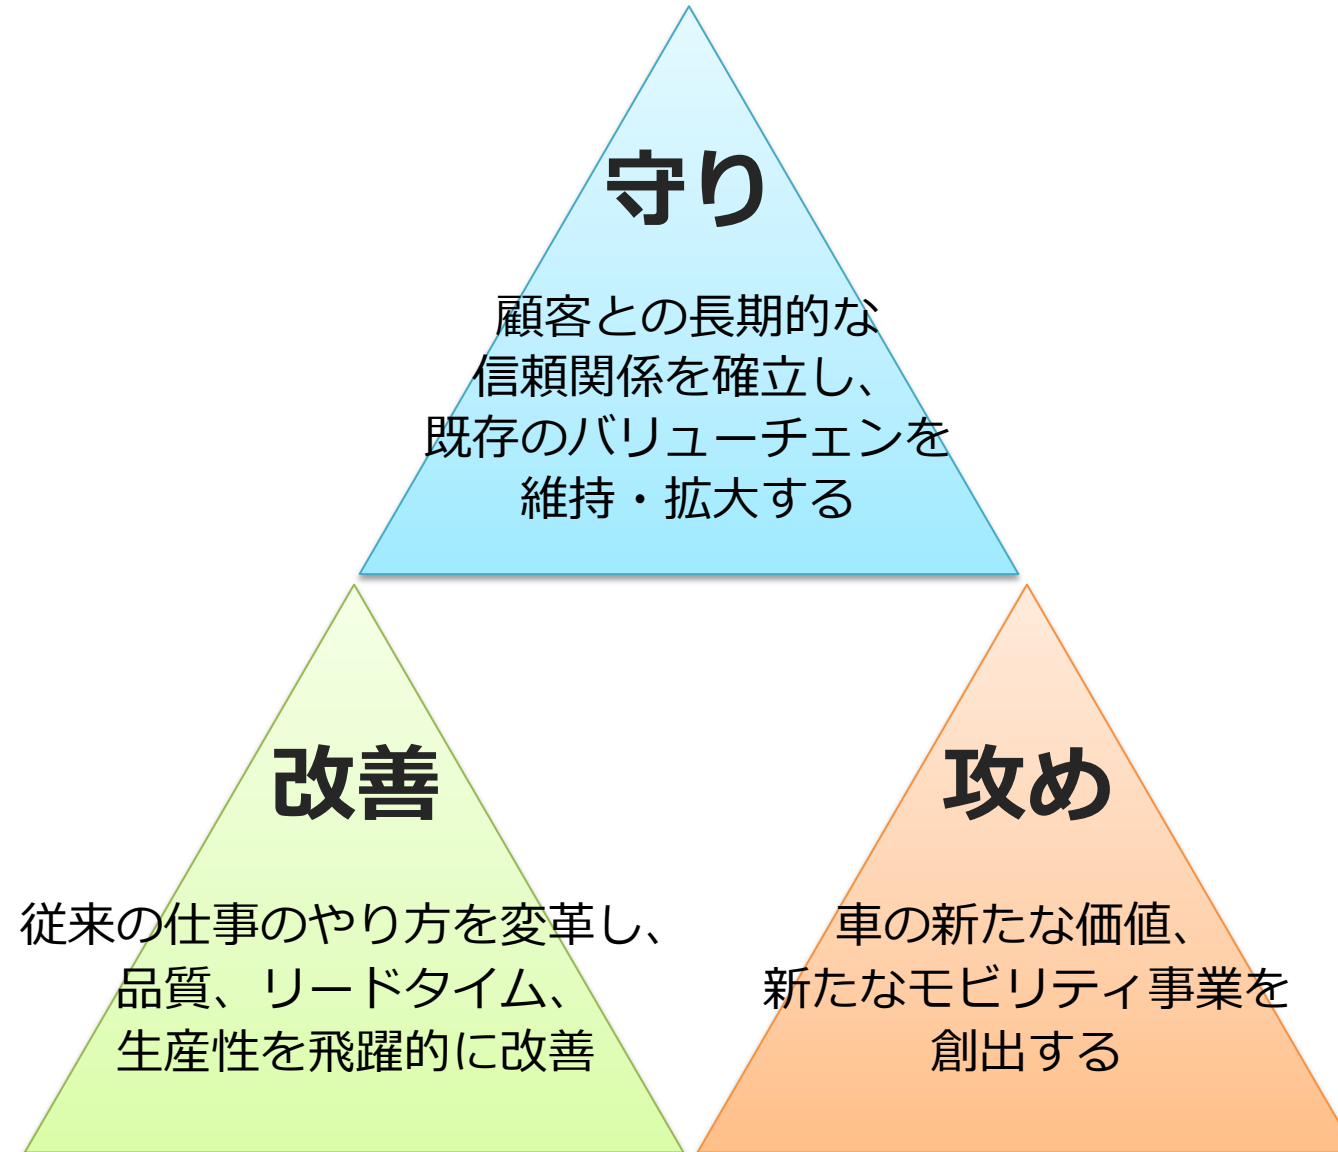 守り
顧客との長期的な
信頼関係を確立し、
既存のバリューチェンを
維持・拡大する
改善
従来の仕事のやり方を変革し、
品質、リードタイム、
生産性を飛躍的に改善
攻め
車の新たな価値、
新たなモビリティ事業を
創出する